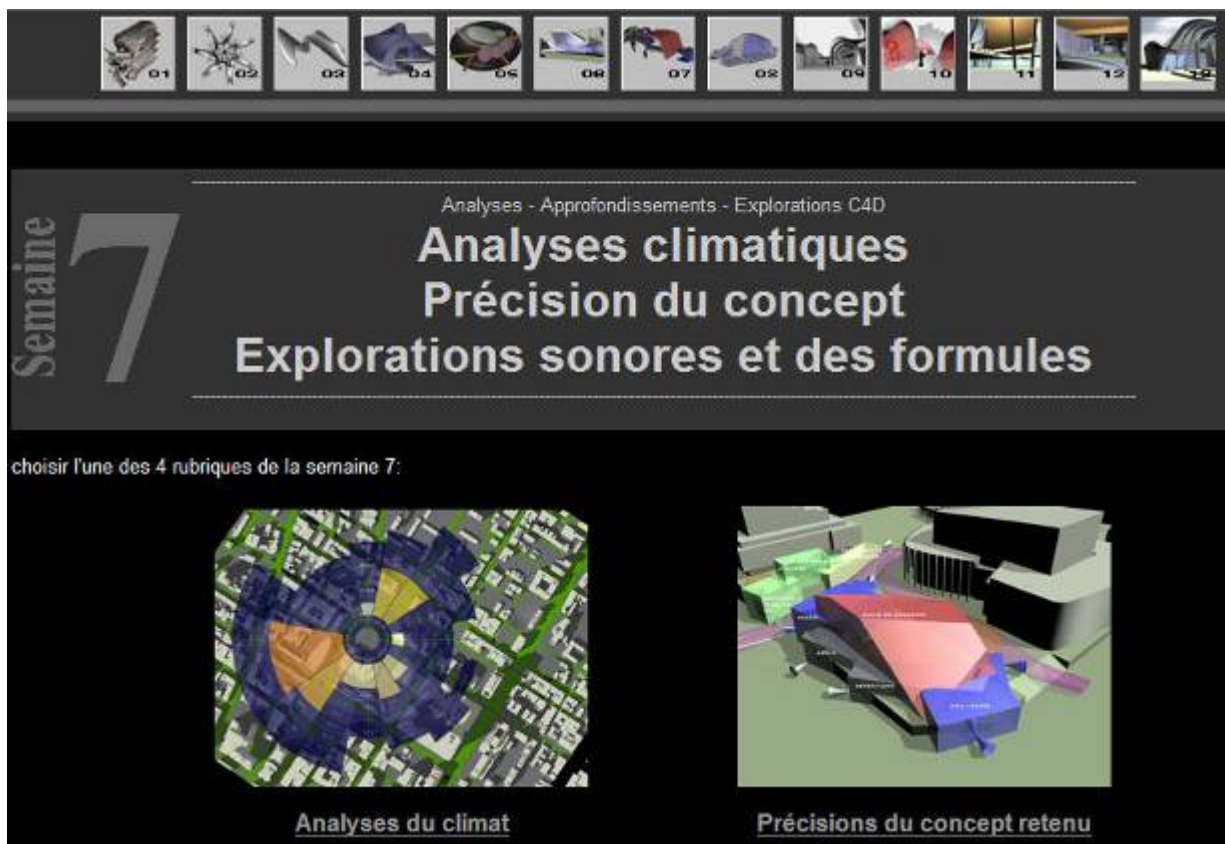 01 02 03 04 05 06 07 08 09 10 11 12 13
Semaine
7
Analyses - Approfondissements - Explorations C4D
Analyses climatiques
Précision du concept
Explorations sonores et des formules
choisir l'une des 4 rubriques de la semaine 7:
Analyses du climat
Précisions du concept retenu